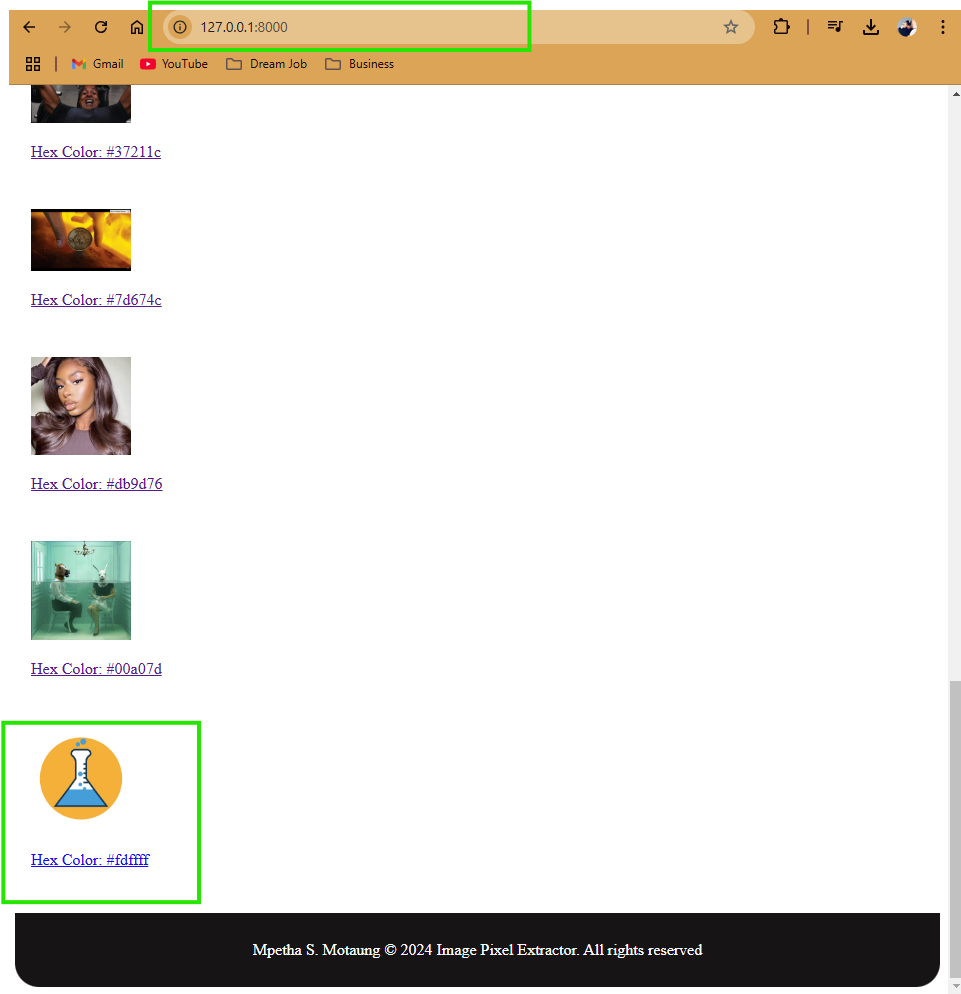 127.0.0.1:8000
Gmail YouTube Dream Job Business
Hex Color: #37211c
Hex Color: #7d674c
Hex Color: #db9d76
Hex Color: #00a07d
Hex Color: #fdffff
Mpetha S. Motaung © 2024 Image Pixel Extractor. All rights reserved